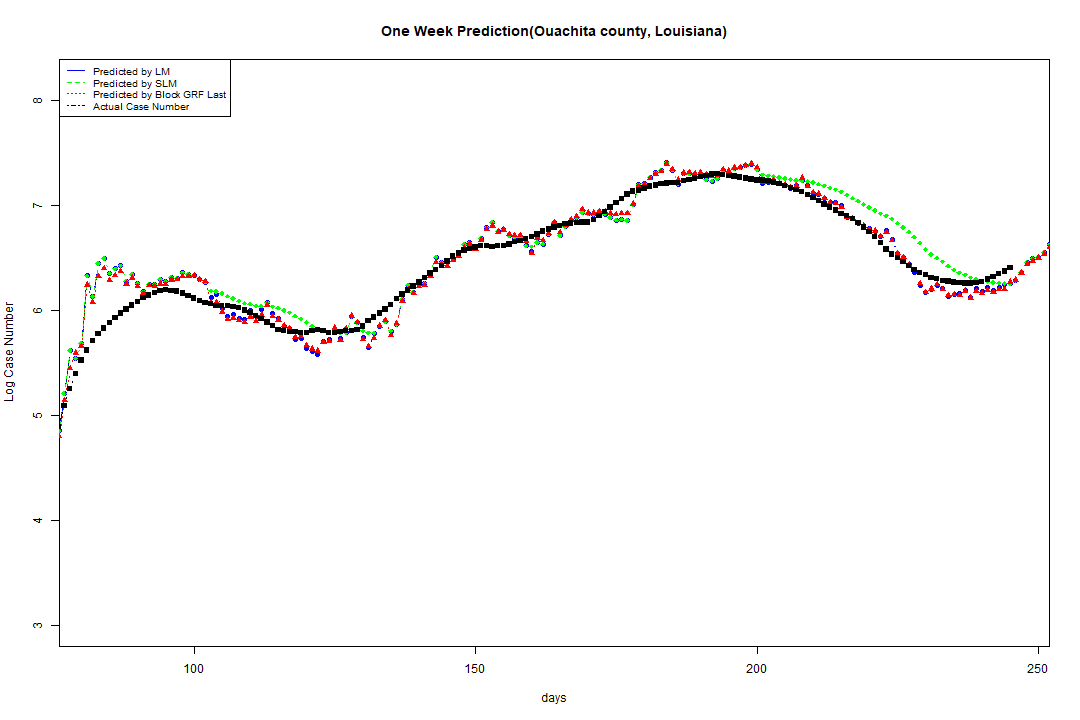 One Week Prediction(Ouachita county, Louisiana)
Predicted by LM
Predicted by SLM
Predicted by Block GRF Last
Actual Case Number
8
7
6
5
4
3
Log Case Number
100 150 200 250
days